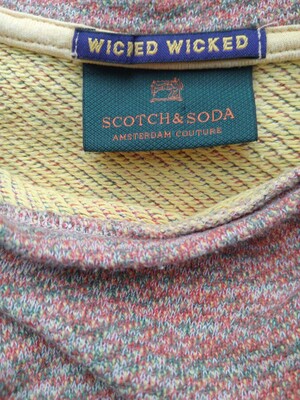 WICKED WICKED
SCOTCH & SODA
AMSTERDAM COUTURE